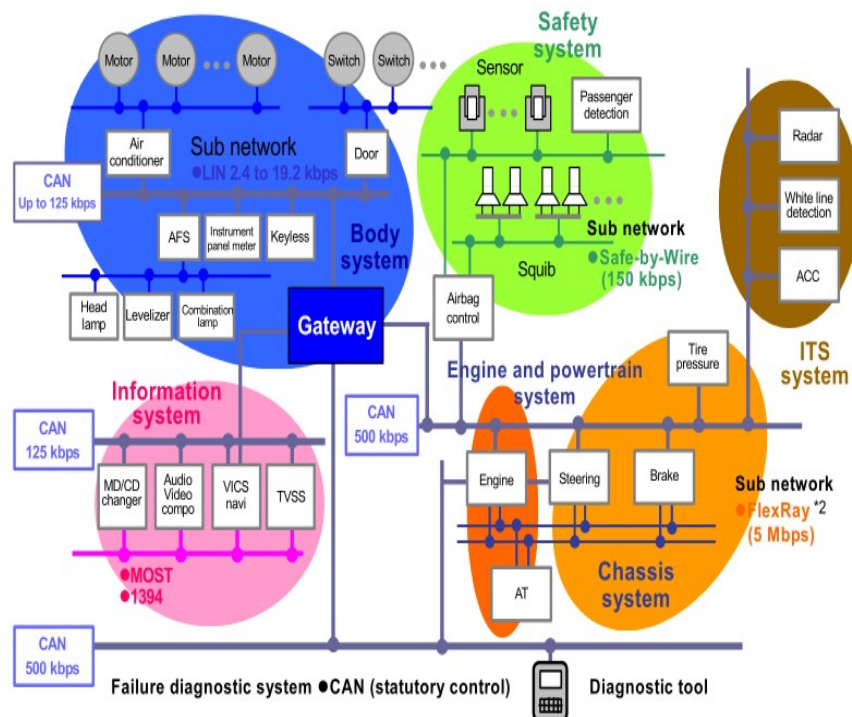 Motor
Motor
Motor
Switch
Switch
Safety
system
Sensor
Passenger
detection
Radar
White line
detection
ACC
ITS
system
Air
conditioner
Sub network
●LIN 2.4 to 19.2 kbps
Door
CAN
Up to 125 kbps
AFS
Instrument
panel meter
Keyless
Body
system
Head
lamp
Levelizer
Combination
lamp
Gateway
Sub network
●Safe-by-Wire
(150 kbps)
Squib
Airbag
control
Tire
pressure
Engine and powertrain
system
Information
system
CAN
125 kbps
CAN
500 kbps
MD/CD
changer
Audio
Video
compo
VICS
navi
TVSS
Engine
Steering
Brake
Sub network
●FlexRay *2
(5 Mbps)
●MOST
●1394
AT
Chassis
system
CAN
500 kbps
Failure diagnostic system ●CAN (statutory control)
Diagnostic tool